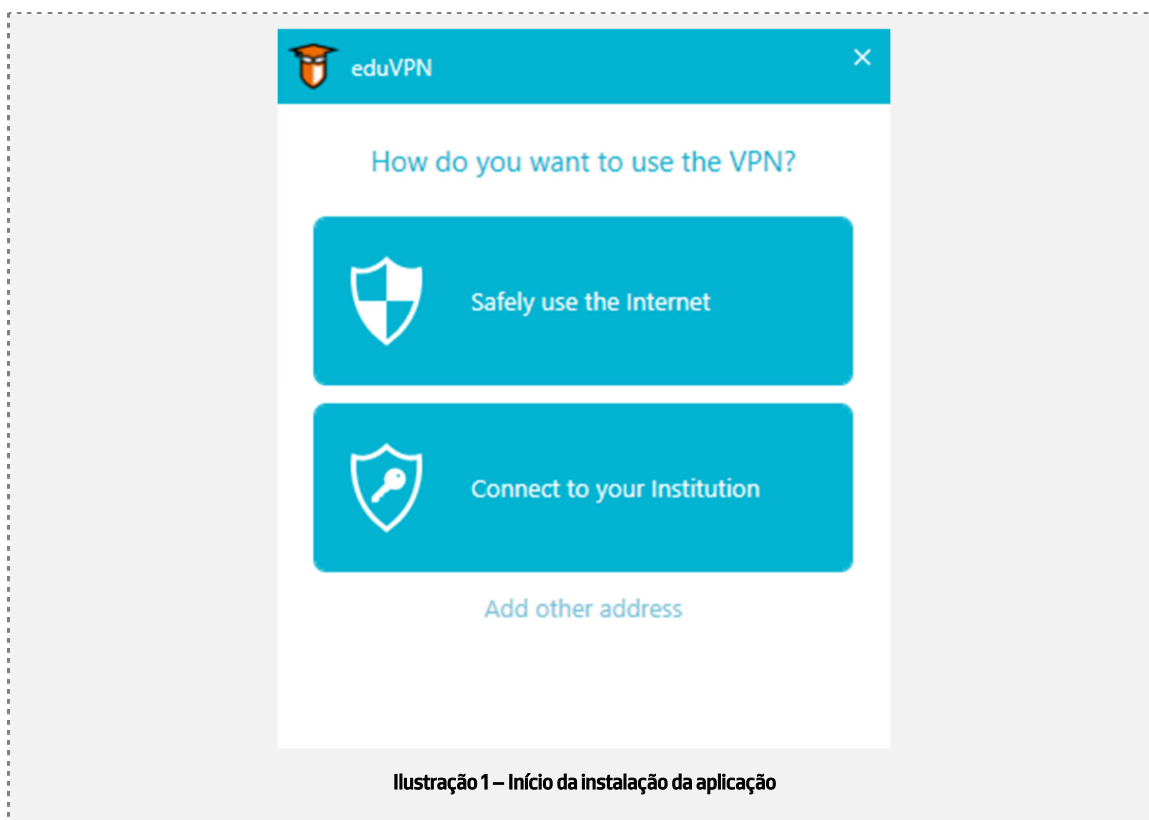 eduVPN
How do you want to use the VPN?
Safely use the Internet
Connect to your Institution
Add other address
Ilustração 1 – Início da instalação da aplicação